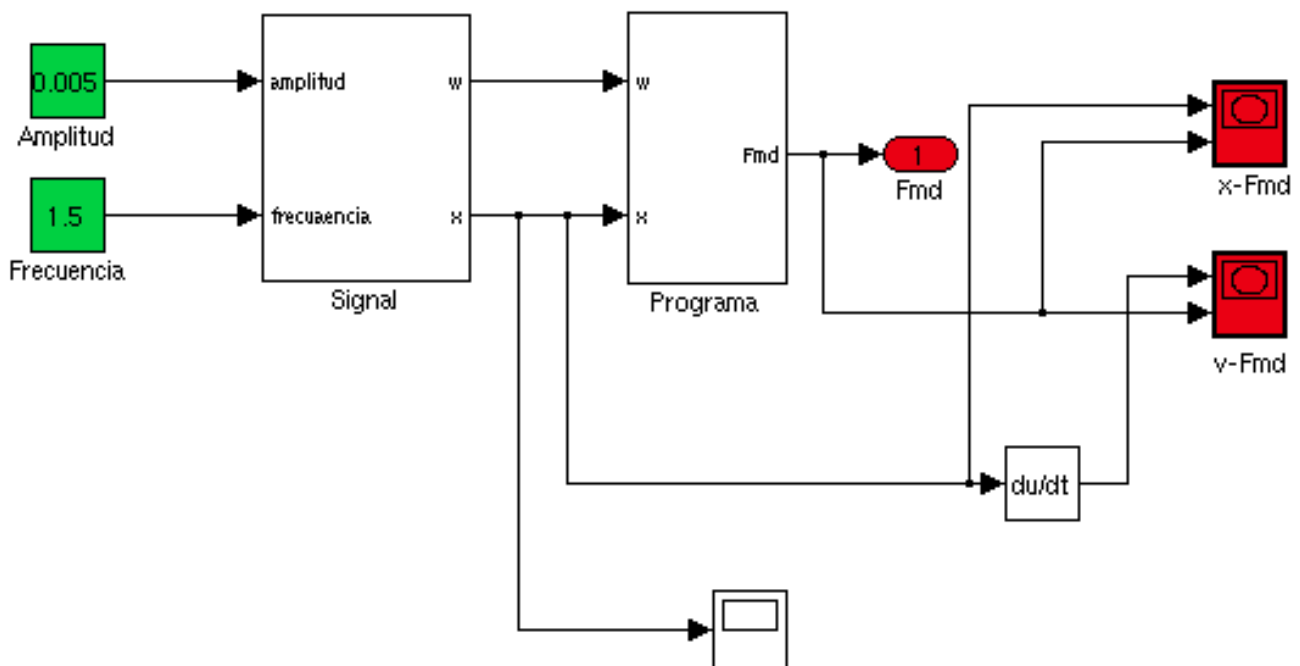 0.005
Amplitud
1.5
Frecuencia
amplitud
frecuaencia
w
x
Signal
w
x
Fmd
Programa
1
Fmd
x-Fmd
v-Fmd
du/dt